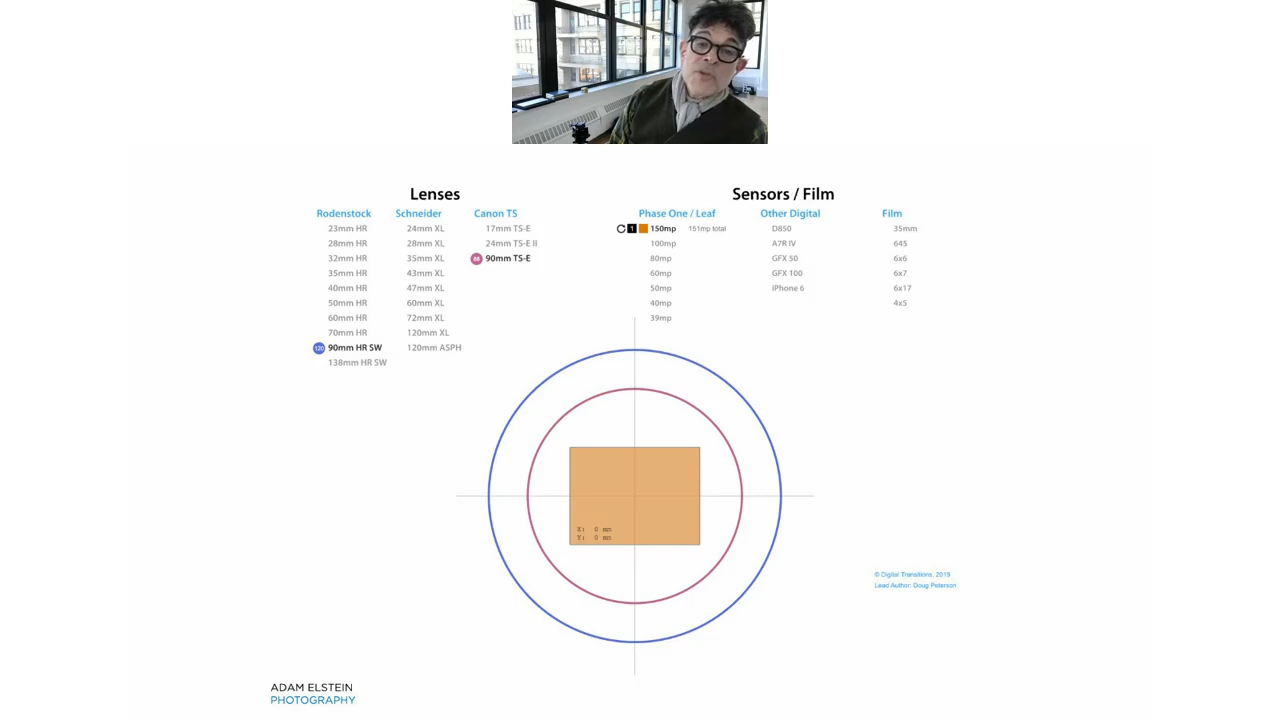 Lenses
Rodenstock
23mm HR
28mm HR
32mm HR
35mm HR
40mm HR
50mm HR
60mm HR
70mm HR
120 90mm HR SW
138mm HR SW
Schneider
24mm XL
28mm XL
35mm XL
43mm XL
47mm XL
60mm XL
72mm XL
120mm XL
120mm ASPH
Canon TS
17mm TS-E
24mm TS-E II
88 90mm TS-E
Sensors / Film
Phase One / Leaf
1 150mp 151mp total
100mp
80mp
60mp
50mp
40mp
39mp
Other Digital
D850
A7R IV
GFX 50
GFX 100
iPhone 6
Film
35mm
645
6x6
6x7
6x17
4x5
X: 0 mm
Y: 0 mm
© Digital Transitions, 2019
Lead Author: Doug Peterson
ADAM ELSTEIN
PHOTOGRAPHY